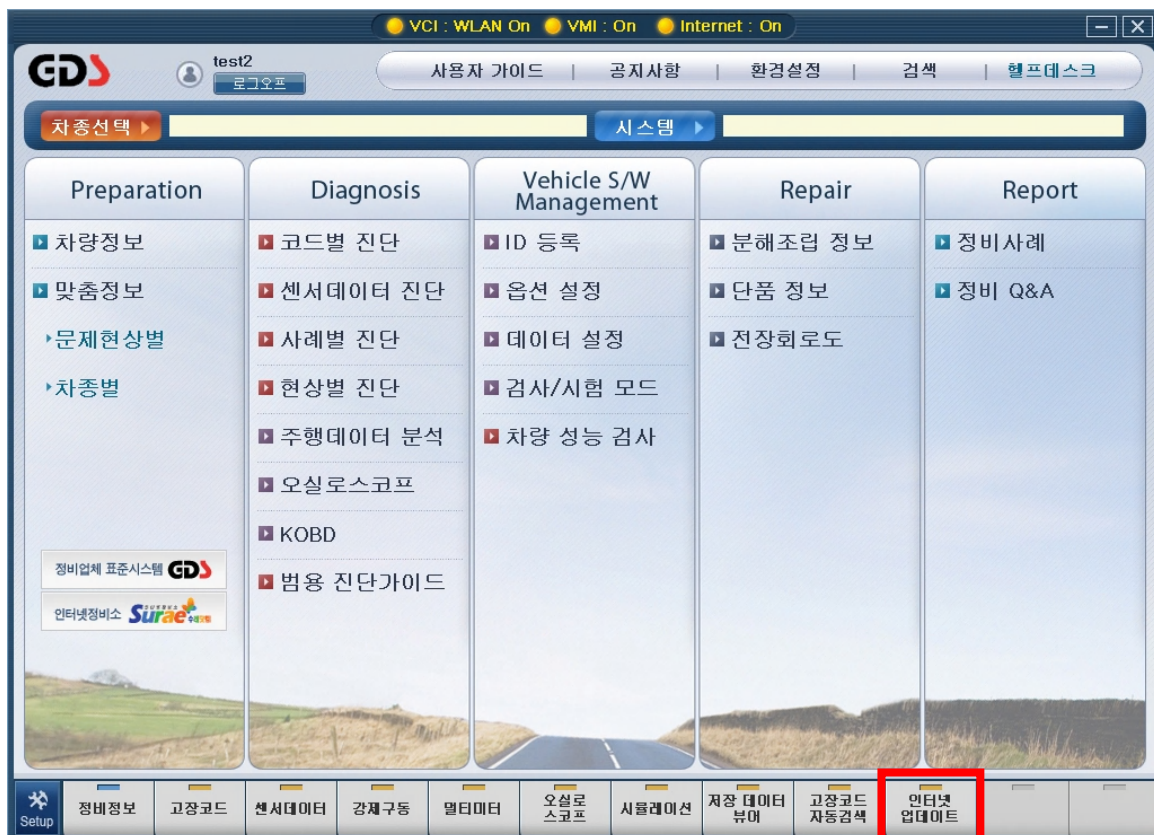 VCI : WLAN On VMI : On Internet : On
GDS
test2
로그오프
사용자 가이드 | 공지사항 | 환경설정 | 검색 | 헬프데스크
차종선택
시스템
Preparation
차량정보
맞춤정보
문제현상별
차종별
정비업체 표준시스템 GDS
인터넷정비소 Surae
Diagnosis
코드별 진단
센서데이터 진단
사례별 진단
현상별 진단
주행데이터 분석
오실로스코프
KOBD
범용 진단가이드
Vehicle S/W
Management
ID 등록
옵션 설정
데이터 설정
검사/시험 모드
차량 성능 검사
Repair
분해조립 정보
단품 정보
전장회로도
Report
정비사례
정비 Q&A
Setup
정비정보
고장코드
센서데이터
강제구동
멀티미터
오실로
스코프
시뮬레이션
저장 데이터
뷰어
고장코드
자동검색
인터넷
업데이트